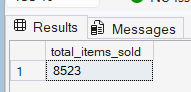 Results Messages
total_items_sold
1 8523